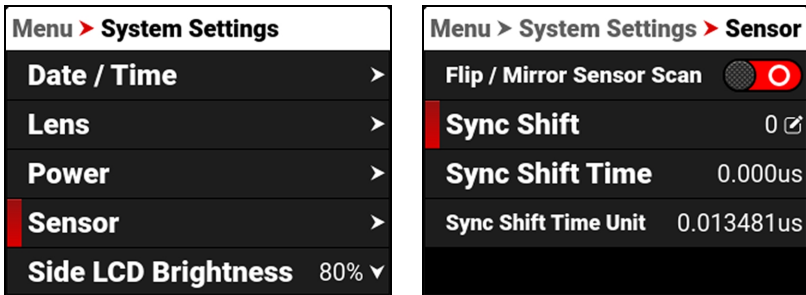 Menu ➤ System Settings
Date / Time ➤
Lens ➤
Power ➤
Sensor ➤
Side LCD Brightness 80%
Menu ➤ System Settings ➤ Sensor
Flip / Mirror Sensor Scan
Sync Shift 0
Sync Shift Time 0.000us
Sync Shift Time Unit 0.013481us